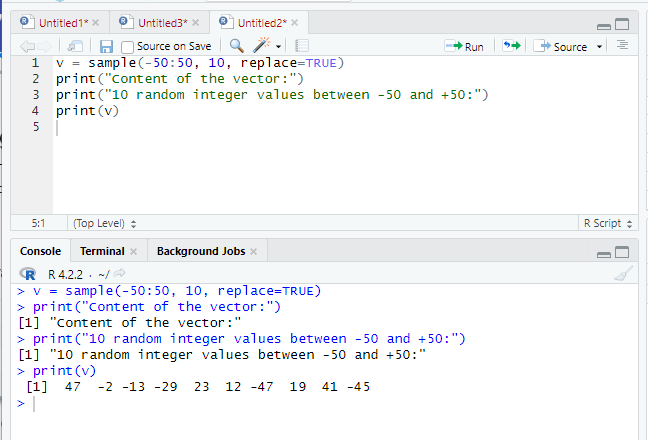 Untitled1* × Untitled3* × Untitled2* ×
Source on Save Run Source
1 v = sample(-50:50, 10, replace=TRUE)
2 print("Content of the vector:")
3 print("10 random integer values between -50 and +50:")
4 print(v)
5
5:1 (Top Level) R Script
Console Terminal × Background Jobs ×
R 4.2.2 · ~/
> v = sample(-50:50, 10, replace=TRUE)
> print("Content of the vector:")
[1] "Content of the vector:"
> print("10 random integer values between -50 and +50:")
[1] "10 random integer values between -50 and +50:"
> print(v)
[1]  47  -2 -13 -29  23  12 -47  19  41 -45
>